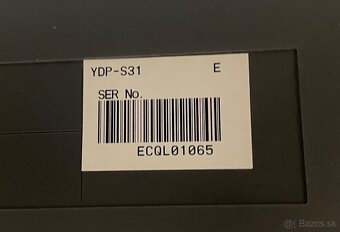 YDP-S31 E
SER No.
ECQL01065
Bazos.sk